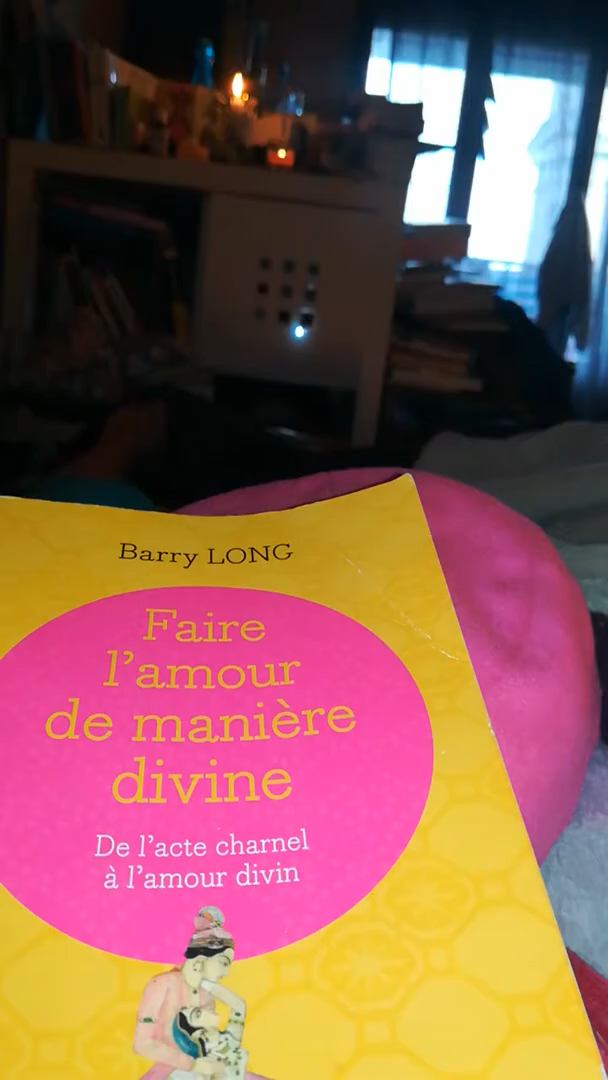 Barry LONG
Faire
l'amour
de manière
divine
De l'acte charnel
à l'amour divin